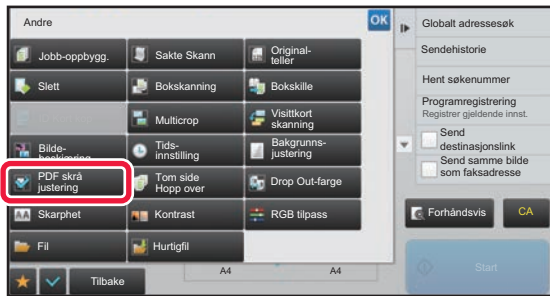 Andre
OK
Jobb-oppbygg.
Sakte Skann
Original-
teller
Slett
Bokskanning
Bokskille
Multicrop
Visittkort
skanning
Bilde-
beskjæring
Tids-
innstilling
Bakgrunns-
justering
PDF skrå
justering
Tom side
Hopp over
Drop Out-farge
Skarphet
Kontrast
RGB tilpass
Fil
Hurtigfil
Tilbake
A4
A4
Globalt adressesøk
Sendehistorie
Hent søkenummer
Programregistrering
Registrer gjeldende innst.
Send
destinasjonslink
Send samme bilde
som faksadresse
Forhåndsvis
CA
Start